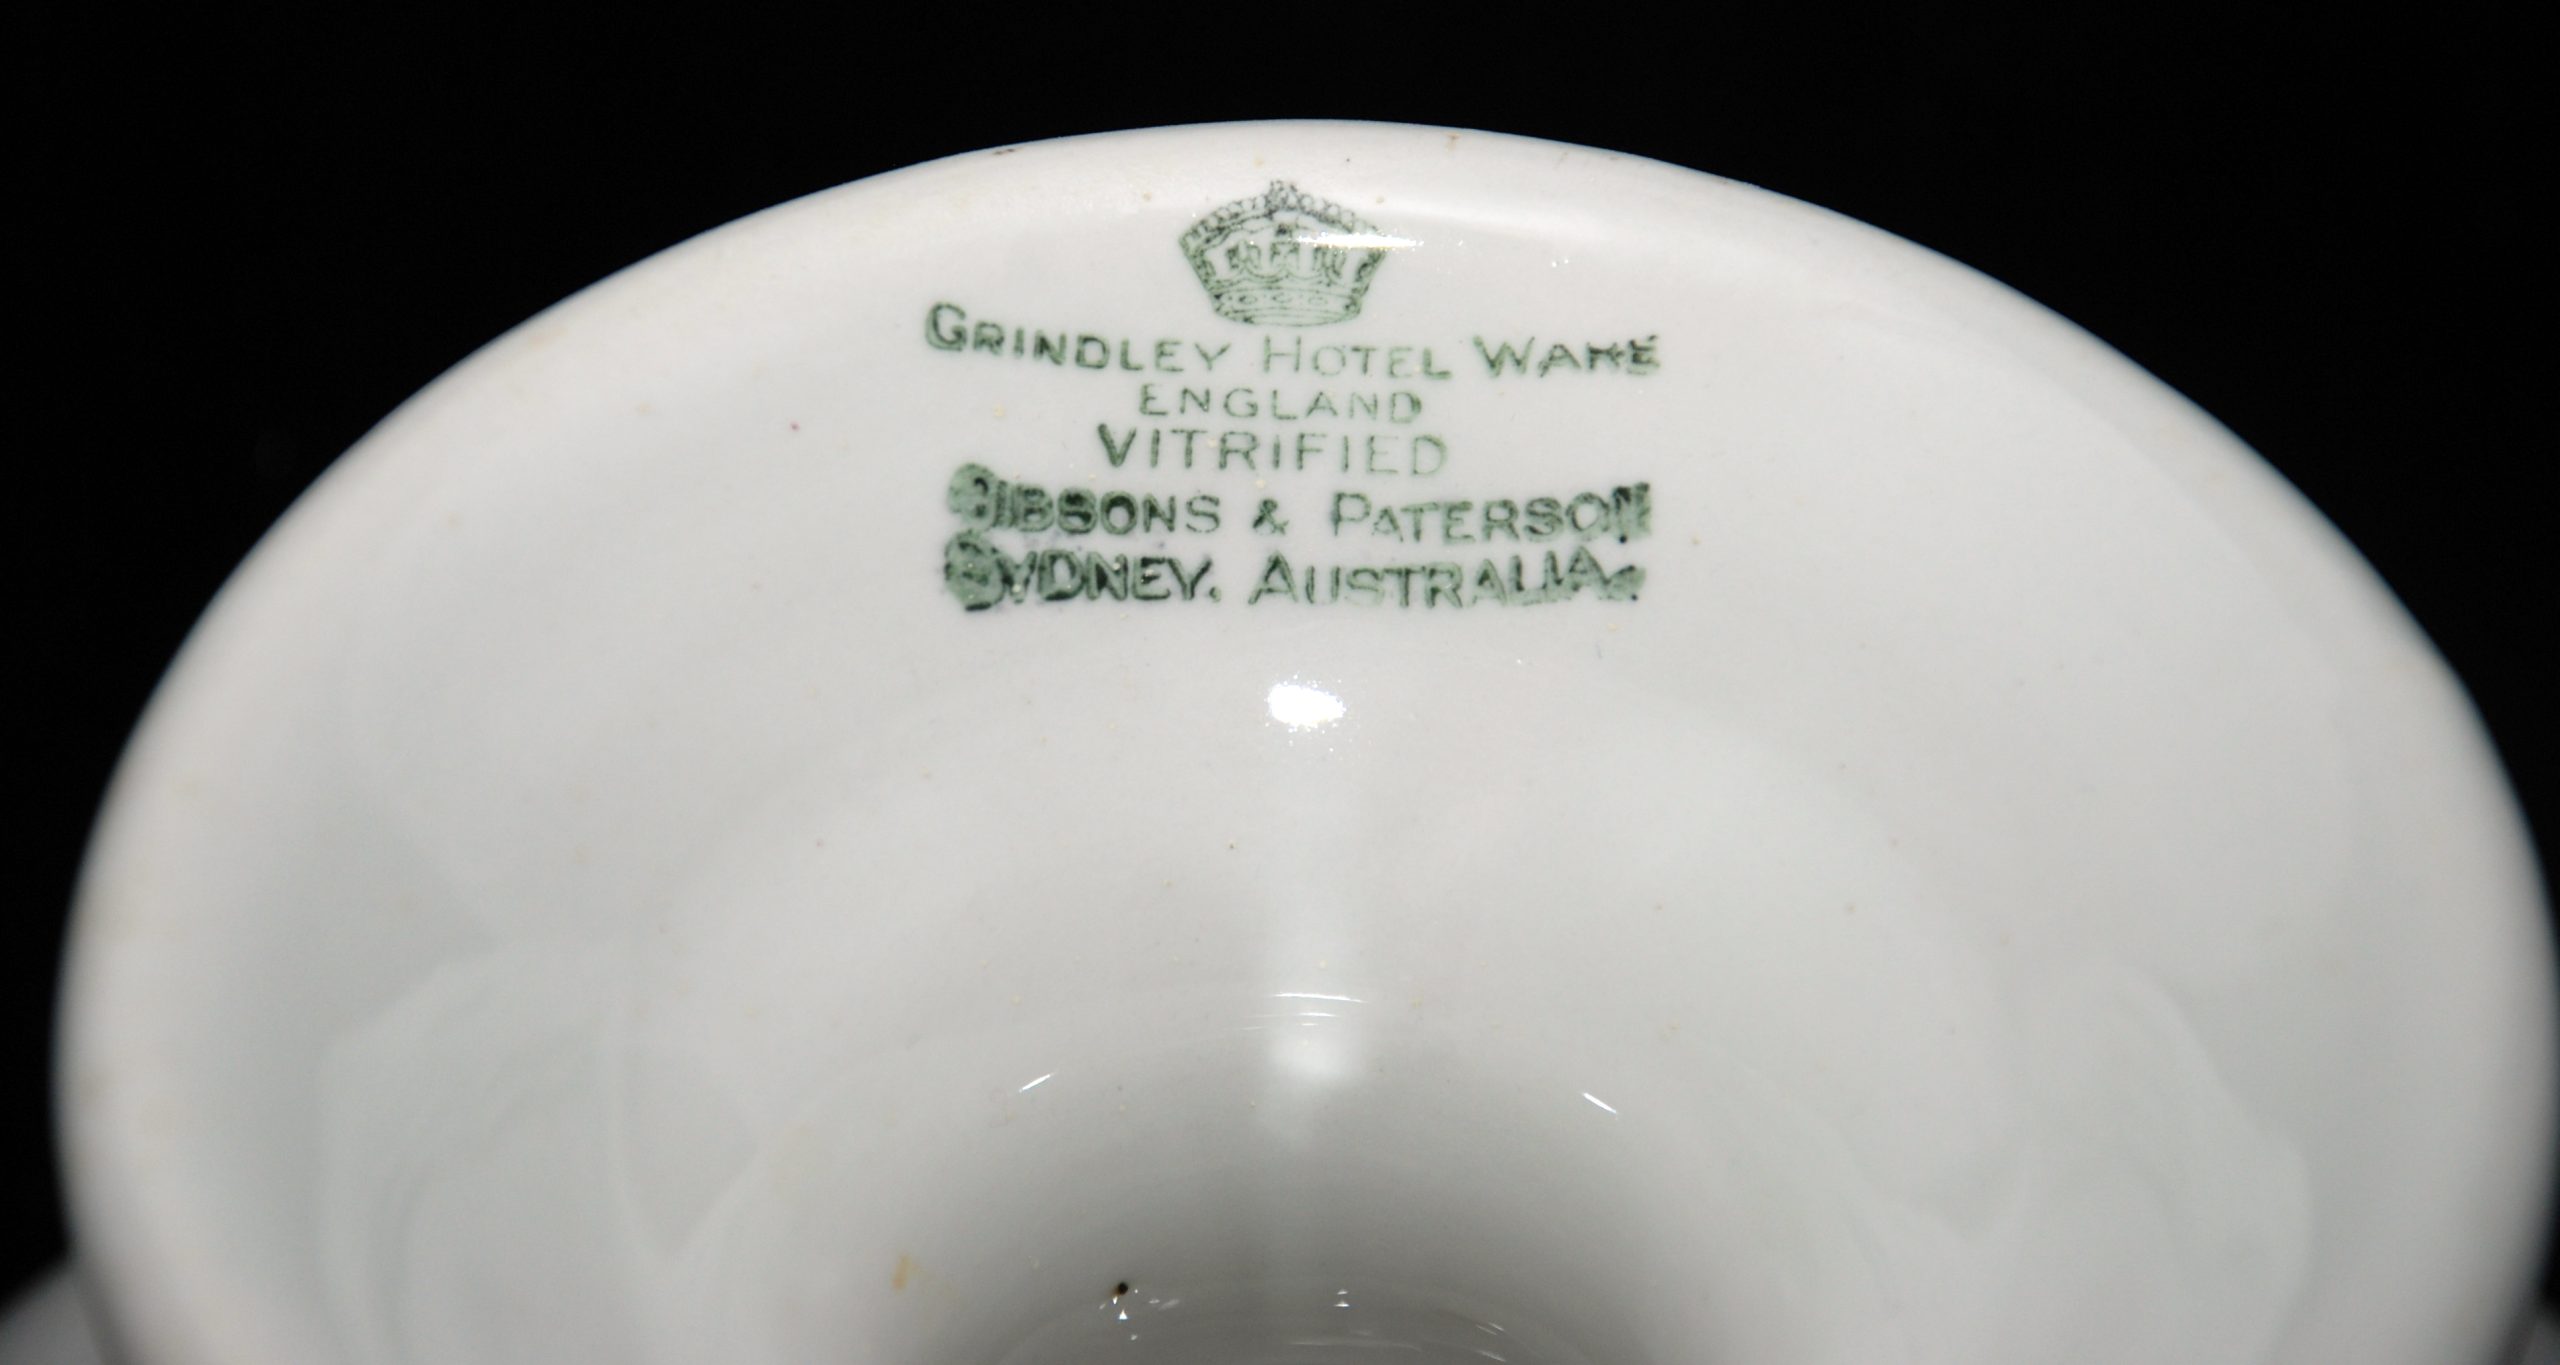 GRINDLEY HOTEL WARE
ENGLAND
VITRIFIED
GIBSONS & PATERSON
SYDNEY. AUSTRALIA.